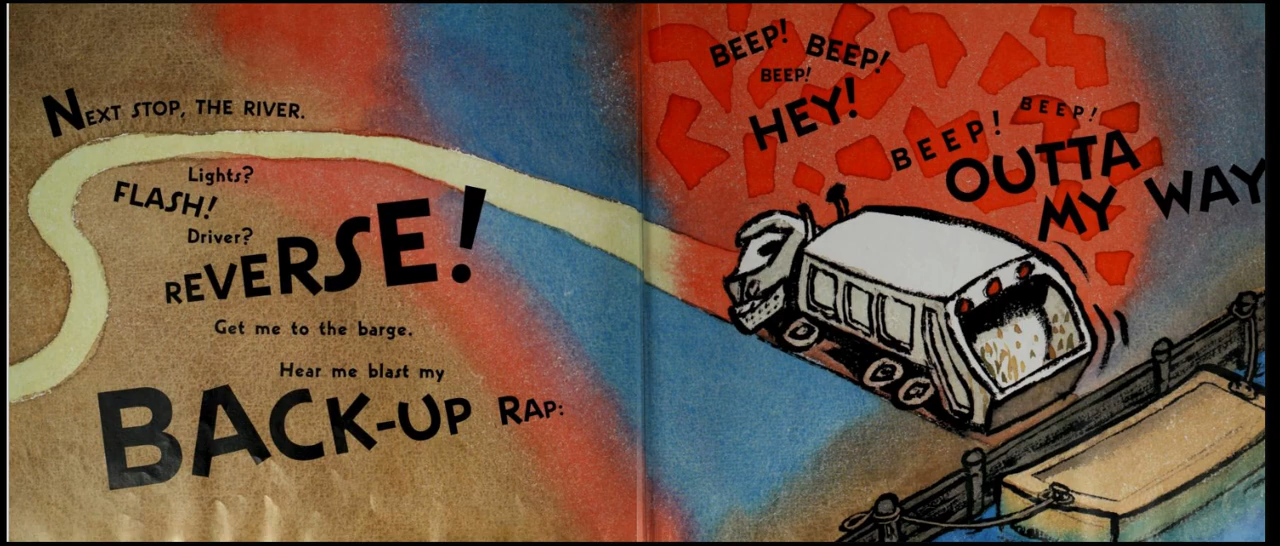 NEXT STOP, THE RIVER.
Lights?
FLASH!
Driver?
REVERSE!
Get me to the barge.
Hear me blast my
BACK-UP RAP:
BEEP! BEEP!
BEEP!
HEY!
BEEP! BEEP!
OUTTA
MY WAY